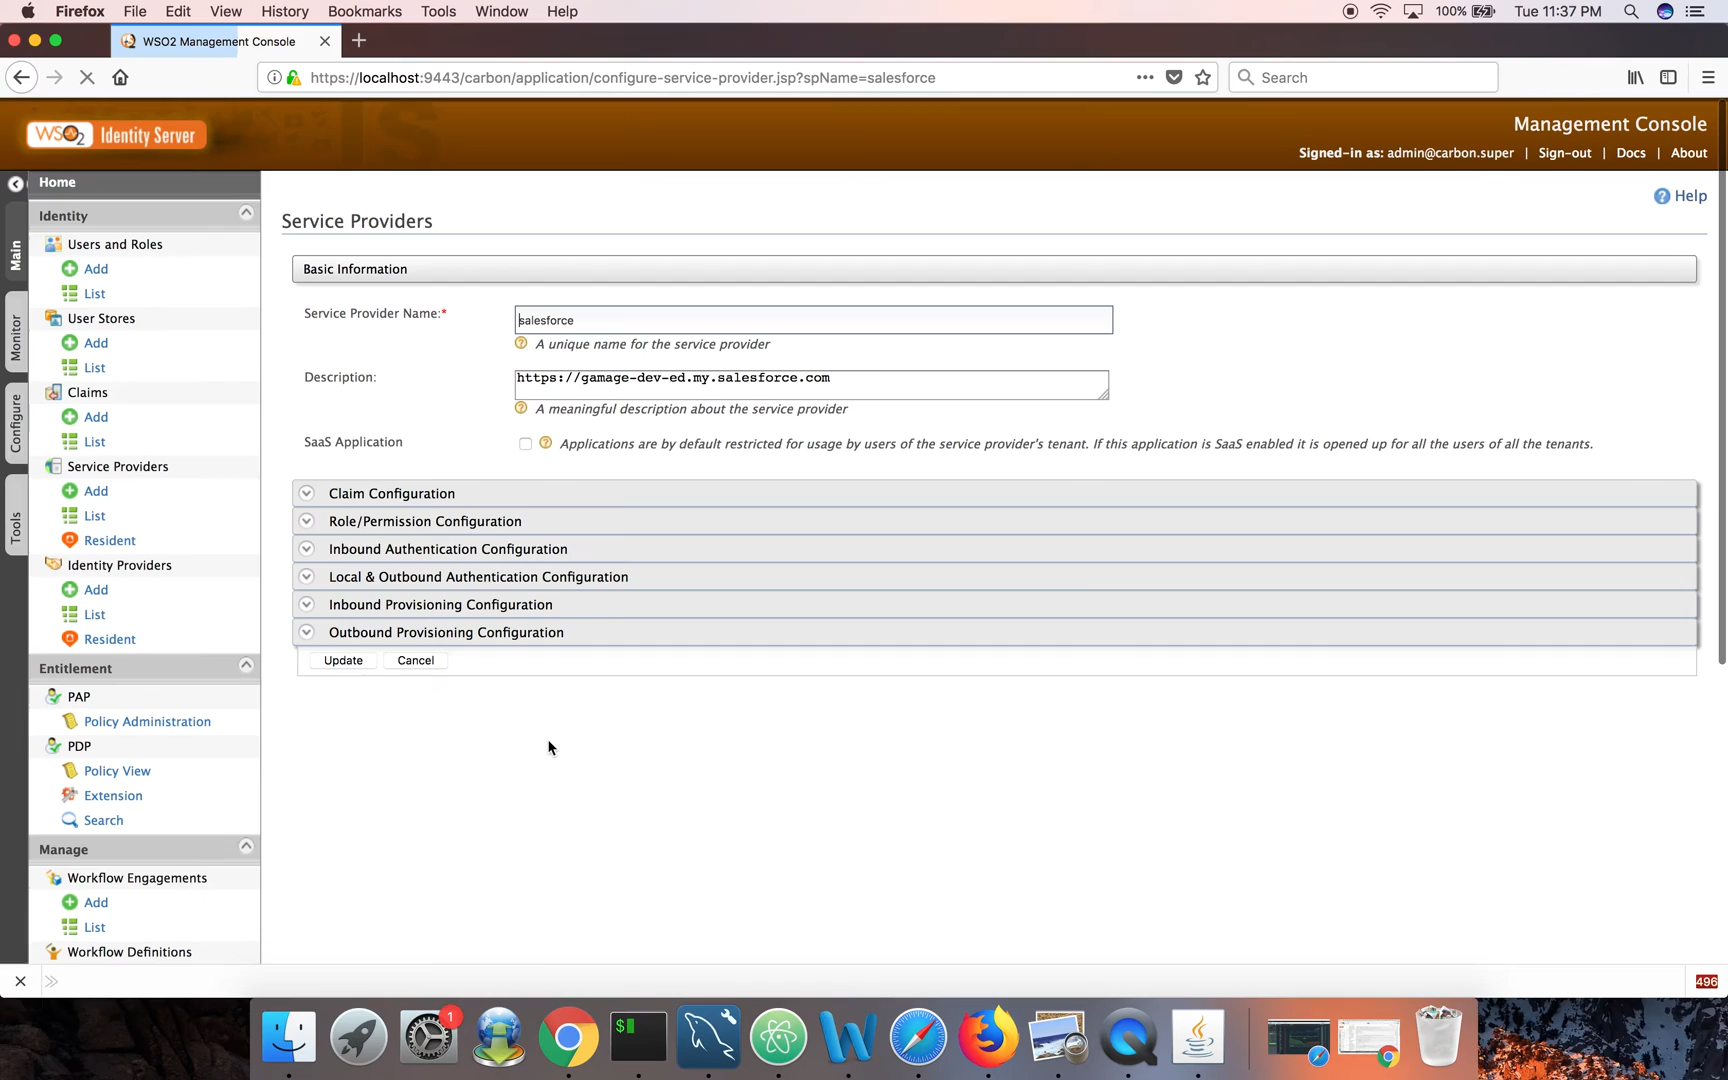 Firefox File Edit View History Bookmarks Tools Window Help 100% Tue 11:37 PM
WSO2 Management Console
https://localhost:9443/carbon/application/configure-service-provider.jsp?spName=salesforce Search
WSO2 Identity Server
Management Console
Signed-in as: admin@carbon.super | Sign-out | Docs | About
Home
Help
Main
Monitor
Configure
Tools
Identity
Users and Roles
Add
List
User Stores
Add
List
Claims
Add
List
Service Providers
Add
List
Resident
Identity Providers
Add
List
Resident
Entitlement
PAP
Policy Administration
PDP
Policy View
Extension
Search
Manage
Workflow Engagements
Add
List
Workflow Definitions
Service Providers
Basic Information
Service Provider Name:* salesforce
A unique name for the service provider
Description: https://gamage-dev-ed.my.salesforce.com
A meaningful description about the service provider
SaaS Application Applications are by default restricted for usage by users of the service provider's tenant. If this application is SaaS enabled it is opened up for all the users of all the tenants.
Claim Configuration
Role/Permission Configuration
Inbound Authentication Configuration
Local & Outbound Authentication Configuration
Inbound Provisioning Configuration
Outbound Provisioning Configuration
Update Cancel
496
1
$